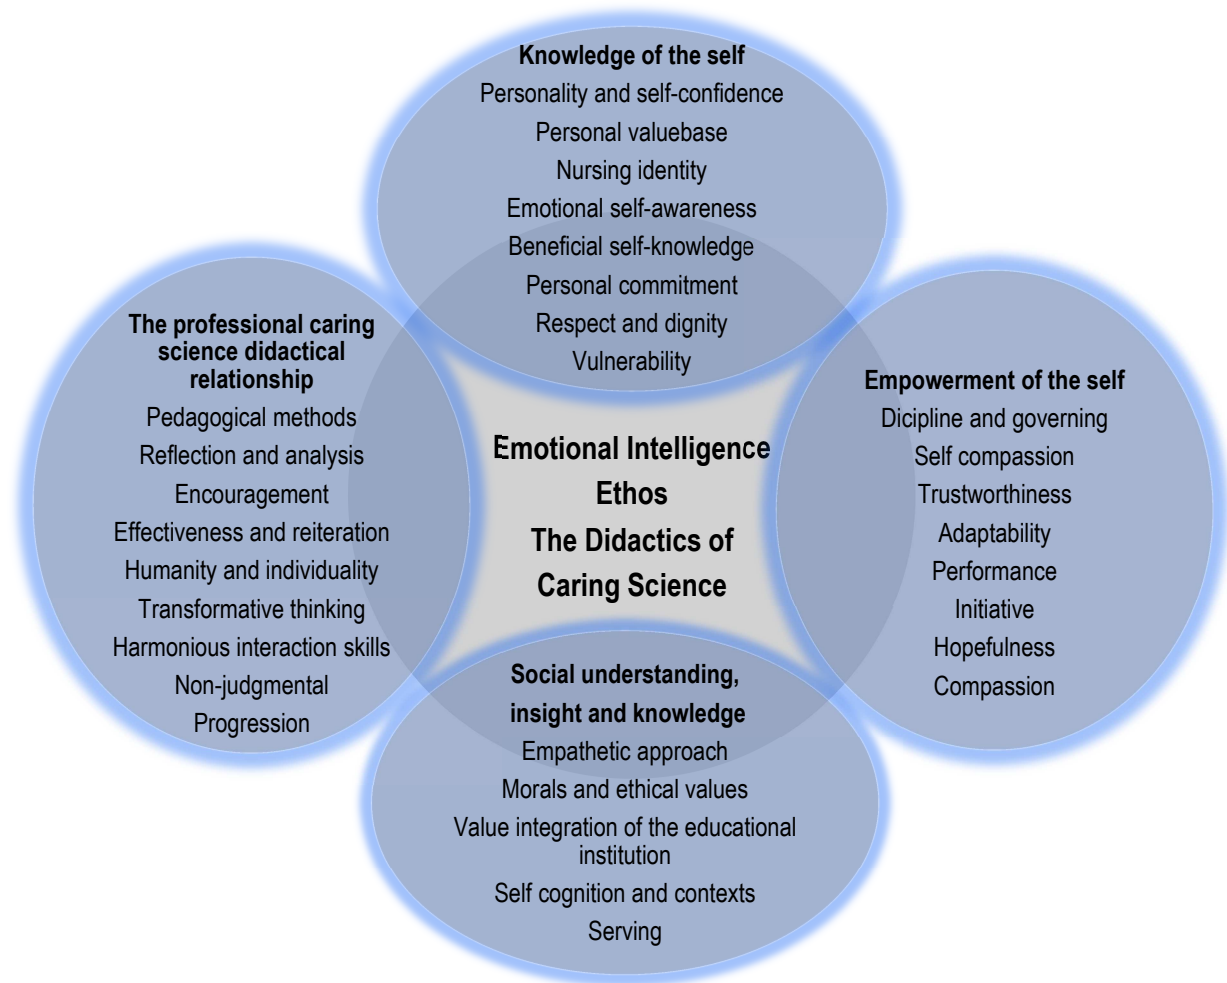 Knowledge of the self
Personality and self-confidence
Personal valuebase
Nursing identity
Emotional self-awareness
Beneficial self-knowledge
Personal commitment
Respect and dignity
Vulnerability
The professional caring
science didactical
relationship
Pedagogical methods
Reflection and analysis
Encouragement
Effectiveness and reiteration
Humanity and individuality
Transformative thinking
Harmonious interaction skills
Non-judgmental
Progression
Emotional Intelligence
Ethos
The Didactics of
Caring Science
Empowerment of the self
Dicipline and governing
Self compassion
Trustworthiness
Adaptability
Performance
Initiative
Hopefulness
Compassion
Social understanding,
insight and knowledge
Empathetic approach
Morals and ethical values
Value integration of the educational
institution
Self cognition and contexts
Serving